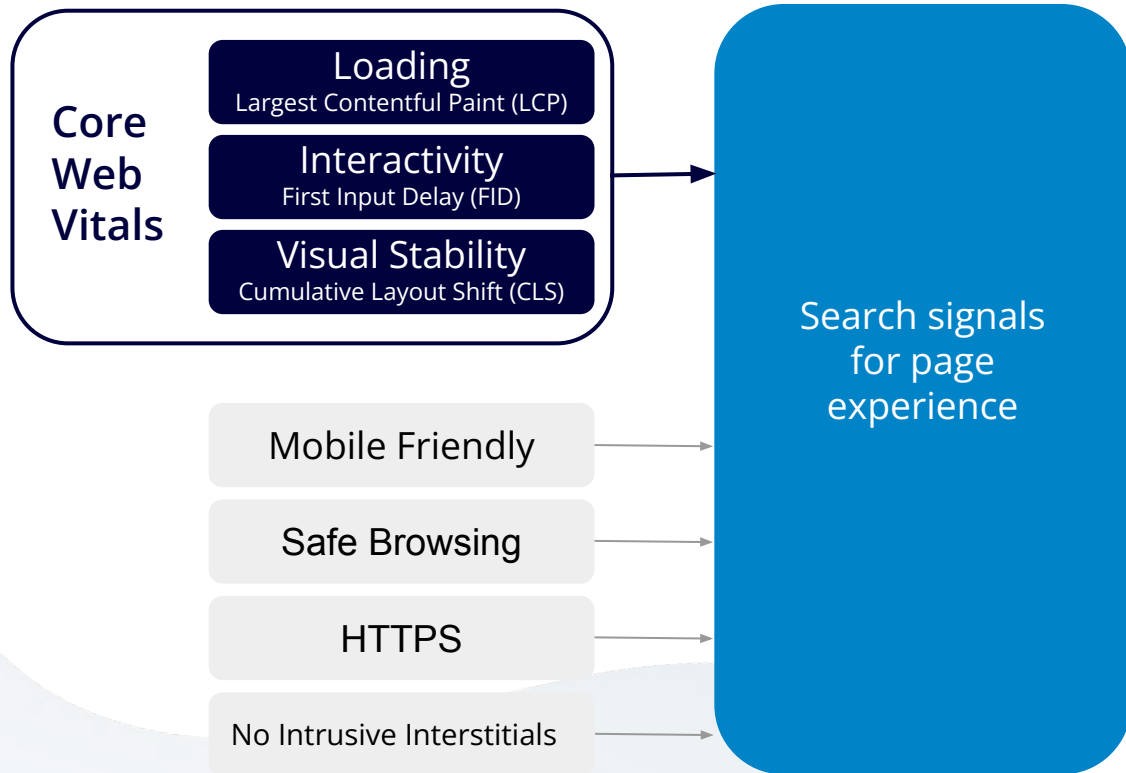 Core
Web
Vitals
Loading
Largest Contentful Paint (LCP)
Interactivity
First Input Delay (FID)
Visual Stability
Cumulative Layout Shift (CLS)
Mobile Friendly
Safe Browsing
HTTPS
No Intrusive Interstitials
Search signals
for page
experience